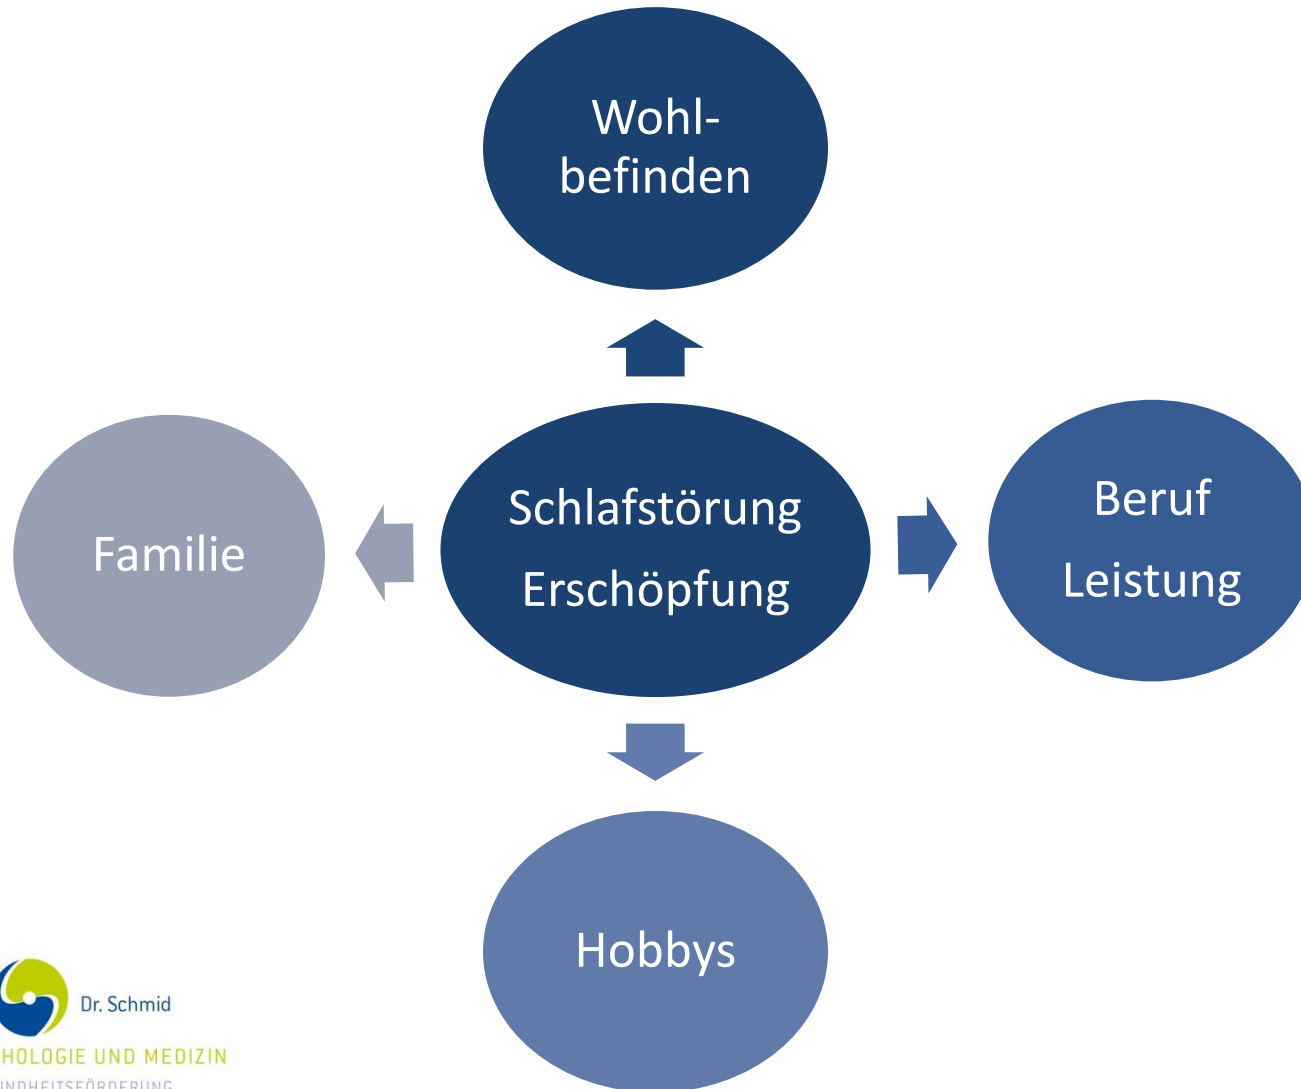 Wohl-
befinden
Familie
Schlafstörung
Erschöpfung
Beruf
Leistung
Hobbys
Dr. Schmid
HOLOGIE UND MEDIZIN